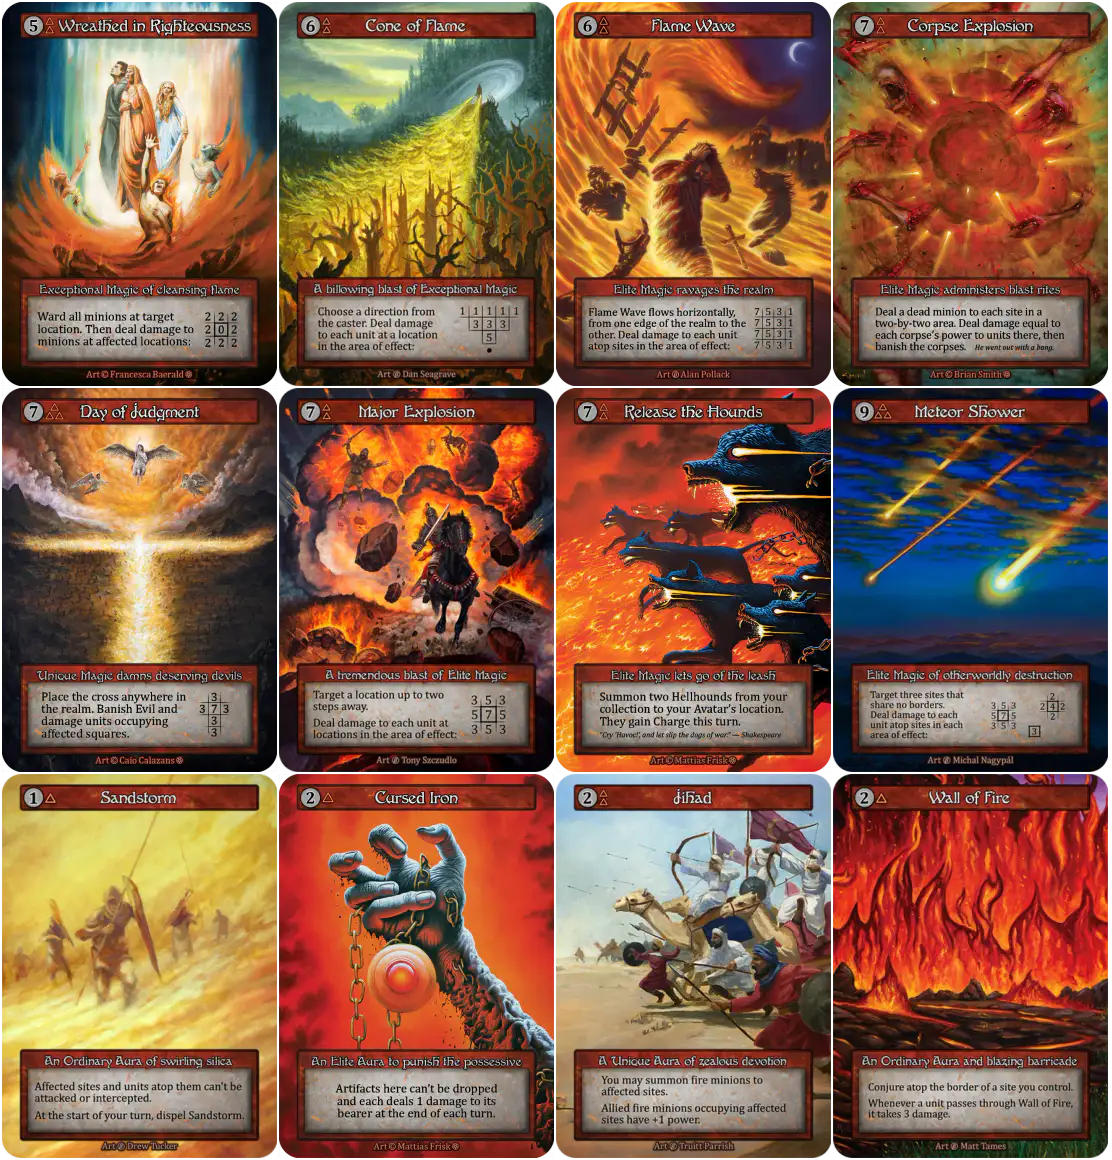 5 Wreathed in Righteousness
Exceptional Magic of cleansing flame
Ward all minions at target
location. Then deal damage to
minions at affected locations:
2 2 2
2 0 2
2 2 2
Art © Francesca Baerald
6 Cone of Flame
A billowing blast of Exceptional Magic
Choose a direction from
the caster. Deal damage
to each unit at a location
in the area of effect:
1 1 1 1 1
3 3 3
5
Art Dan Seagrave
6 Flame Wave
Elite Magic ravages the realm
Flame Wave flows horizontally,
from one edge of the realm to the
other. Deal damage to each unit
atop sites in the area of effect:
7 5 3 1
7 5 3 1
7 5 3 1
7 5 3 1
Art Alan Pollack
7 Corpse Explosion
Elite Magic administers blast rites
Deal a dead minion to each site in a
two-by-two area. Deal damage equal
to each corpse's power to units there, then
banish the corpses. He went out with a bang.
Art © Brian Smith
7 Day of Judgment
Unique Magic damns deserving devils
Place the cross anywhere in
the realm. Banish Evil and
damage units occupying
affected squares.
3
3 7 3
3
3
Art © Caio Calazans
7 Major Explosion
A tremendous blast of Elite Magic
Target a location up to two
steps away.
Deal damage to each unit at
locations in the area of effect:
3 5 3
5 7 5
3 5 3
Art Tony Szczudlo
7 Release the Hounds
Elite Magic lets go of the leash
Summon two Hellhounds from your
collection to your Avatar's location.
They gain Charge this turn.
"Cry 'Havoc!', and let slip the dogs of war." — Shakespeare
Art © Mattias Frisk
9 Meteor Shower
Elite Magic of otherworldly destruction
Target three sites that
share no borders.
Deal damage to each
unit atop sites in each
area of effect:
3 5 3
5 7 5
3 5 3
2
2 4 2
2
3
Art Michal Nagypál
1 Sandstorm
An Ordinary Aura of swirling silica
Affected sites and units atop them can't be
attacked or intercepted.
At the start of your turn, dispel Sandstorm.
Art Drew Tucker
2 Cursed Iron
An Elite Aura to punish the possessive
Artifacts here can't be dropped
and each deals 1 damage to its
bearer at the end of each turn.
Art © Mattias Frisk
2 Jihad
A Unique Aura of zealous devotion
You may summon fire minions to
affected sites.
Allied fire minions occupying affected
sites have +1 power.
Art Truitt Parrish
2 Wall of Fire
An Ordinary Aura and blazing barricade
Conjure atop the border of a site you control.
Whenever a unit passes through Wall of Fire,
it takes 3 damage.
Art Matt Tames